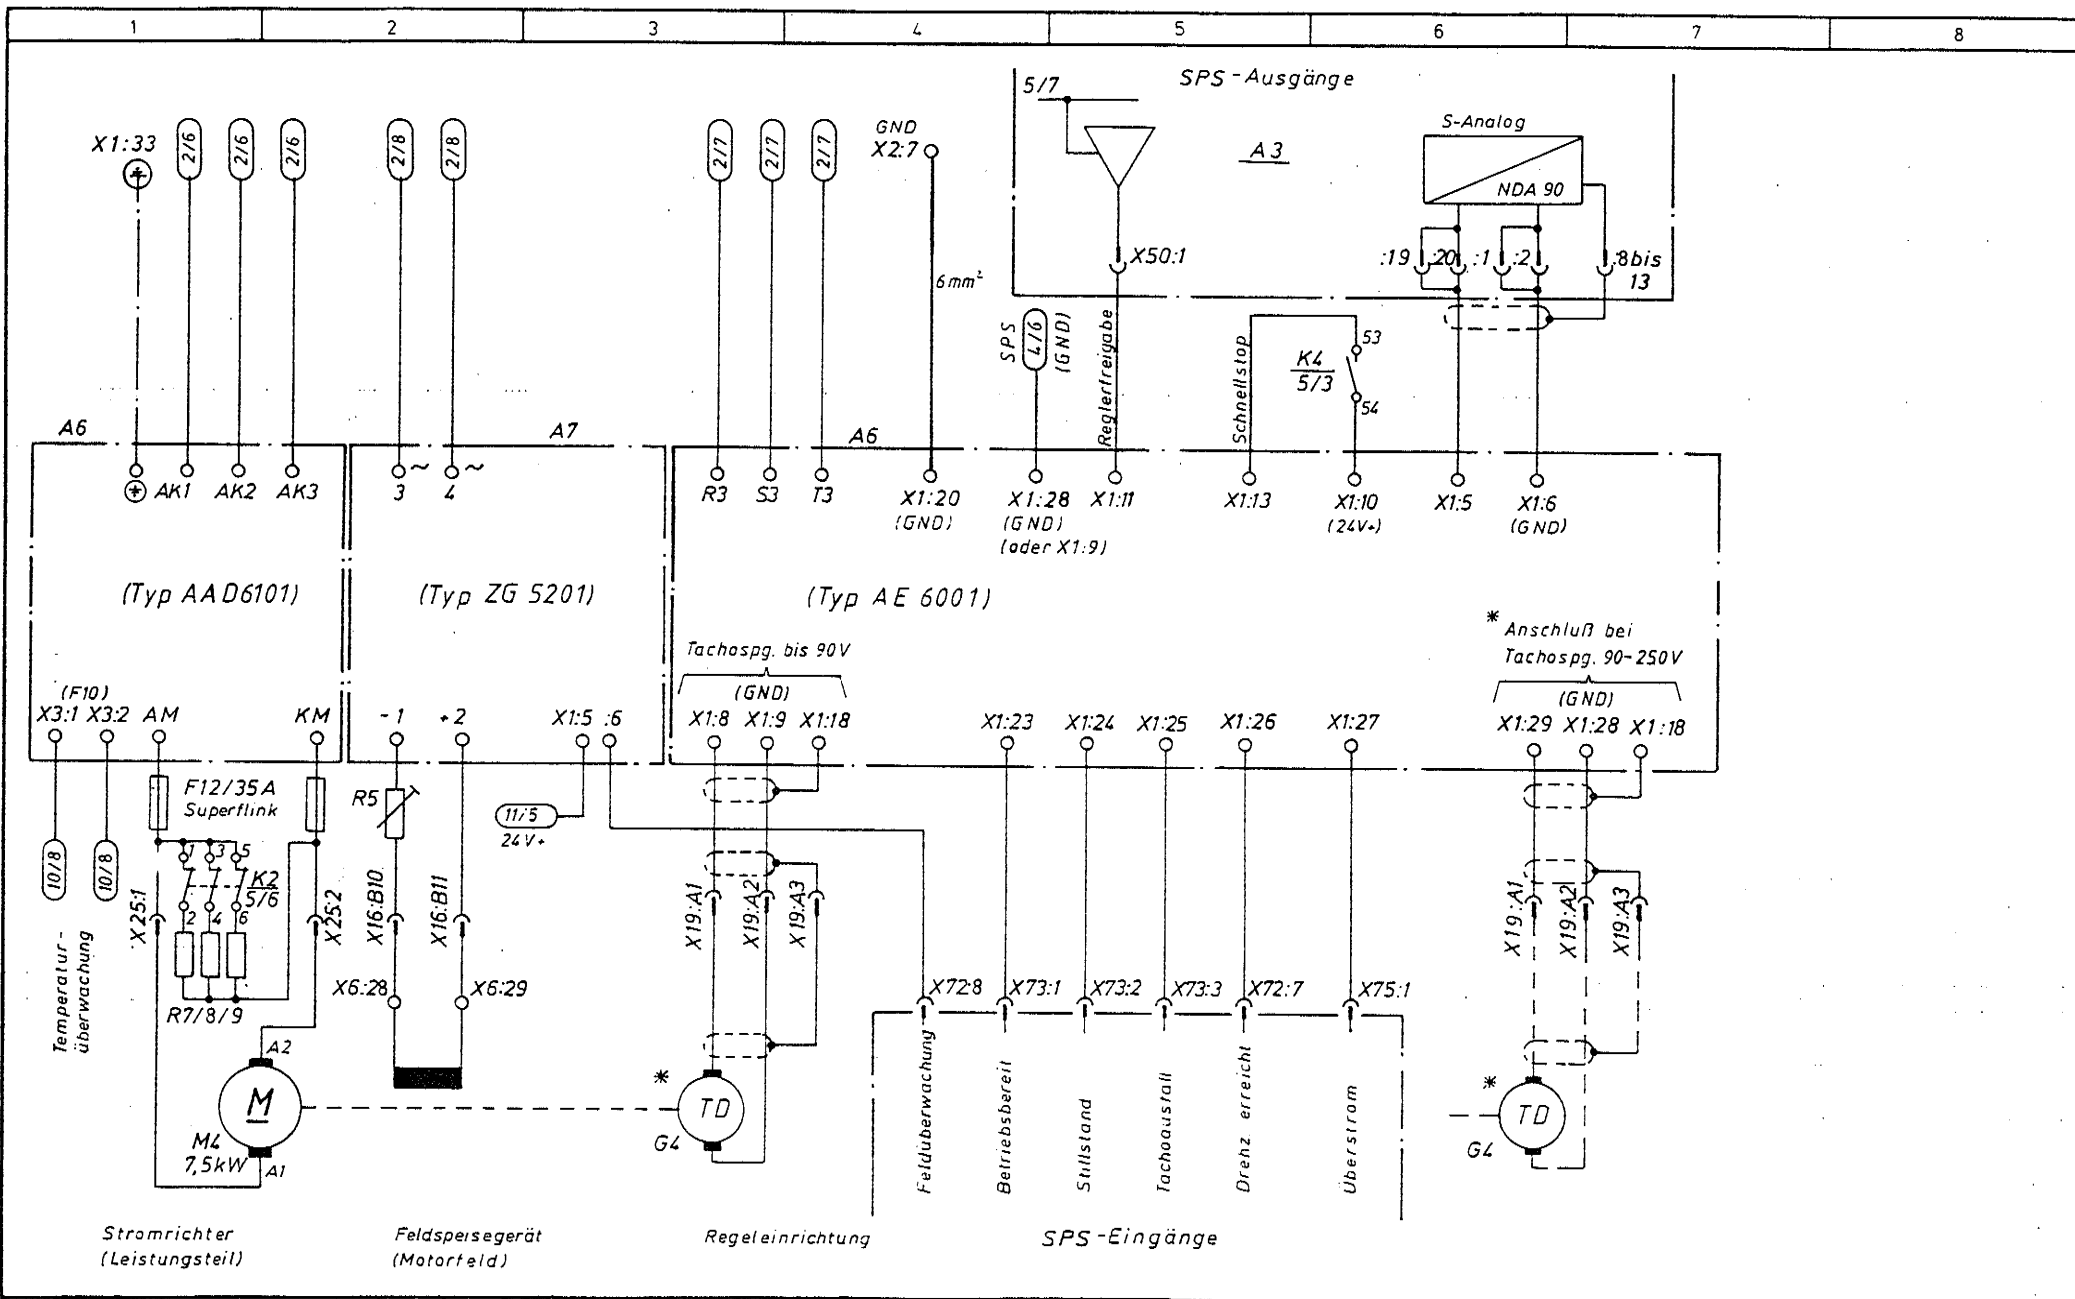 1 2 3 4 5 6 7 8
SPS-Ausgänge
5/7
S-Analog
NDA 90
A3
X1:33
2/6
2/6
2/6
2/8
2/8
2/7
2/7
2/7
GND
X2:7
6mm²
X50:1
:19 :20 :1 :2 :8bis
13
SPS
4/6
(GND)
Reglerfreigabe
Schnellstop
K4
5/3
53
54
A6
A7
A6
AK1 AK2 AK3
3 ~
4 ~
R3 S3 T3
X1:20
(GND)
X1:28
(GND)
(oder X1:9)
X1:11
X1:13
X1:10
(24V+)
X1:5
X1:6
(GND)
(Typ AAD6101)
(Typ ZG 5201)
(Typ AE 6001)
* Anschluß bei
Tachospg. 90-250V
(GND)
X1:29 X1:28 X1:18
Tachospg. bis 90V
(GND)
X1:8 X1:9 X1:18
(F10)
X3:1 X3:2 AM KM
-1 +2
X1:5 :6
X1:23 X1:24 X1:25 X1:26 X1:27
F12/35A
Superflink
R5
11/5
24V+
10/8
10/8
1 3 5
K2
5/6
2 4 6
X25:1
X25:2
X16:B10
X16:B11
X19:A1
X19:A2
X19:A3
X19:A1
X19:A2
X19:A3
Temperatur-
überwachung
R7/8/9
X6:28
X6:29
X72:8 X73:1 X73:2 X73:3 X72:7 X75:1
A2
M
M4
7,5kW
A1
*
TD
G4
Feldüberwachung
Betriebsbereit
Stillstand
Tachoausfall
Drehz. erreicht
Überstrom
*
TD
G4
Stromrichter
(Leistungsteil)
Feldspeisegerät
(Motorfeld)
Regeleinrichtung
SPS-Eingänge